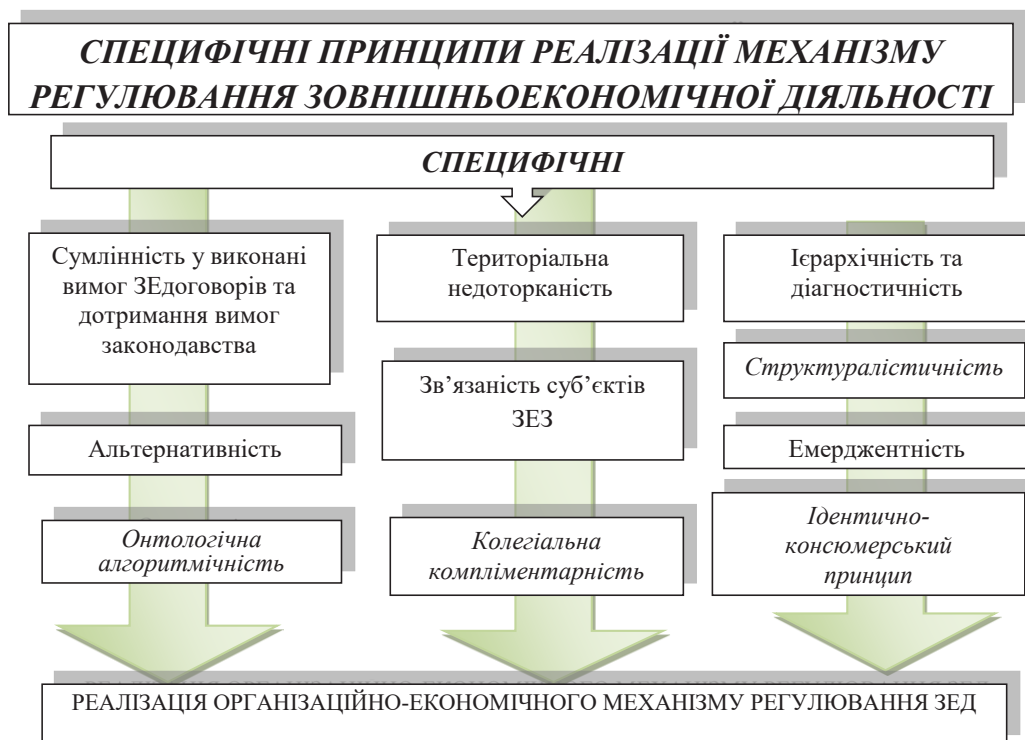 СПЕЦИФІЧНІ ПРИНЦИПИ РЕАЛІЗАЦІЇ МЕХАНІЗМУ
РЕГУЛЮВАННЯ ЗОВНІШНЬОЕКОНОМІЧНОЇ ДІЯЛЬНОСТІ
СПЕЦИФІЧНІ
Сумлінність у виконані
вимог ЗЕдоговорів та
дотримання вимог
законодавства
Альтернативність
Онтологічна
алгоритмічність
Територіальна
недоторканість
Зв’язаність суб’єктів
ЗЕЗ
Колегіальна
компліментарність
Ієрархічність та
діагностичність
Структуралістичність
Емерджентність
Ідентично-
консюмерський
принцип
РЕАЛІЗАЦІЯ ОРГАНІЗАЦІЙНО-ЕКОНОМІЧНОГО МЕХАНІЗМУ РЕГУЛЮВАННЯ ЗЕД